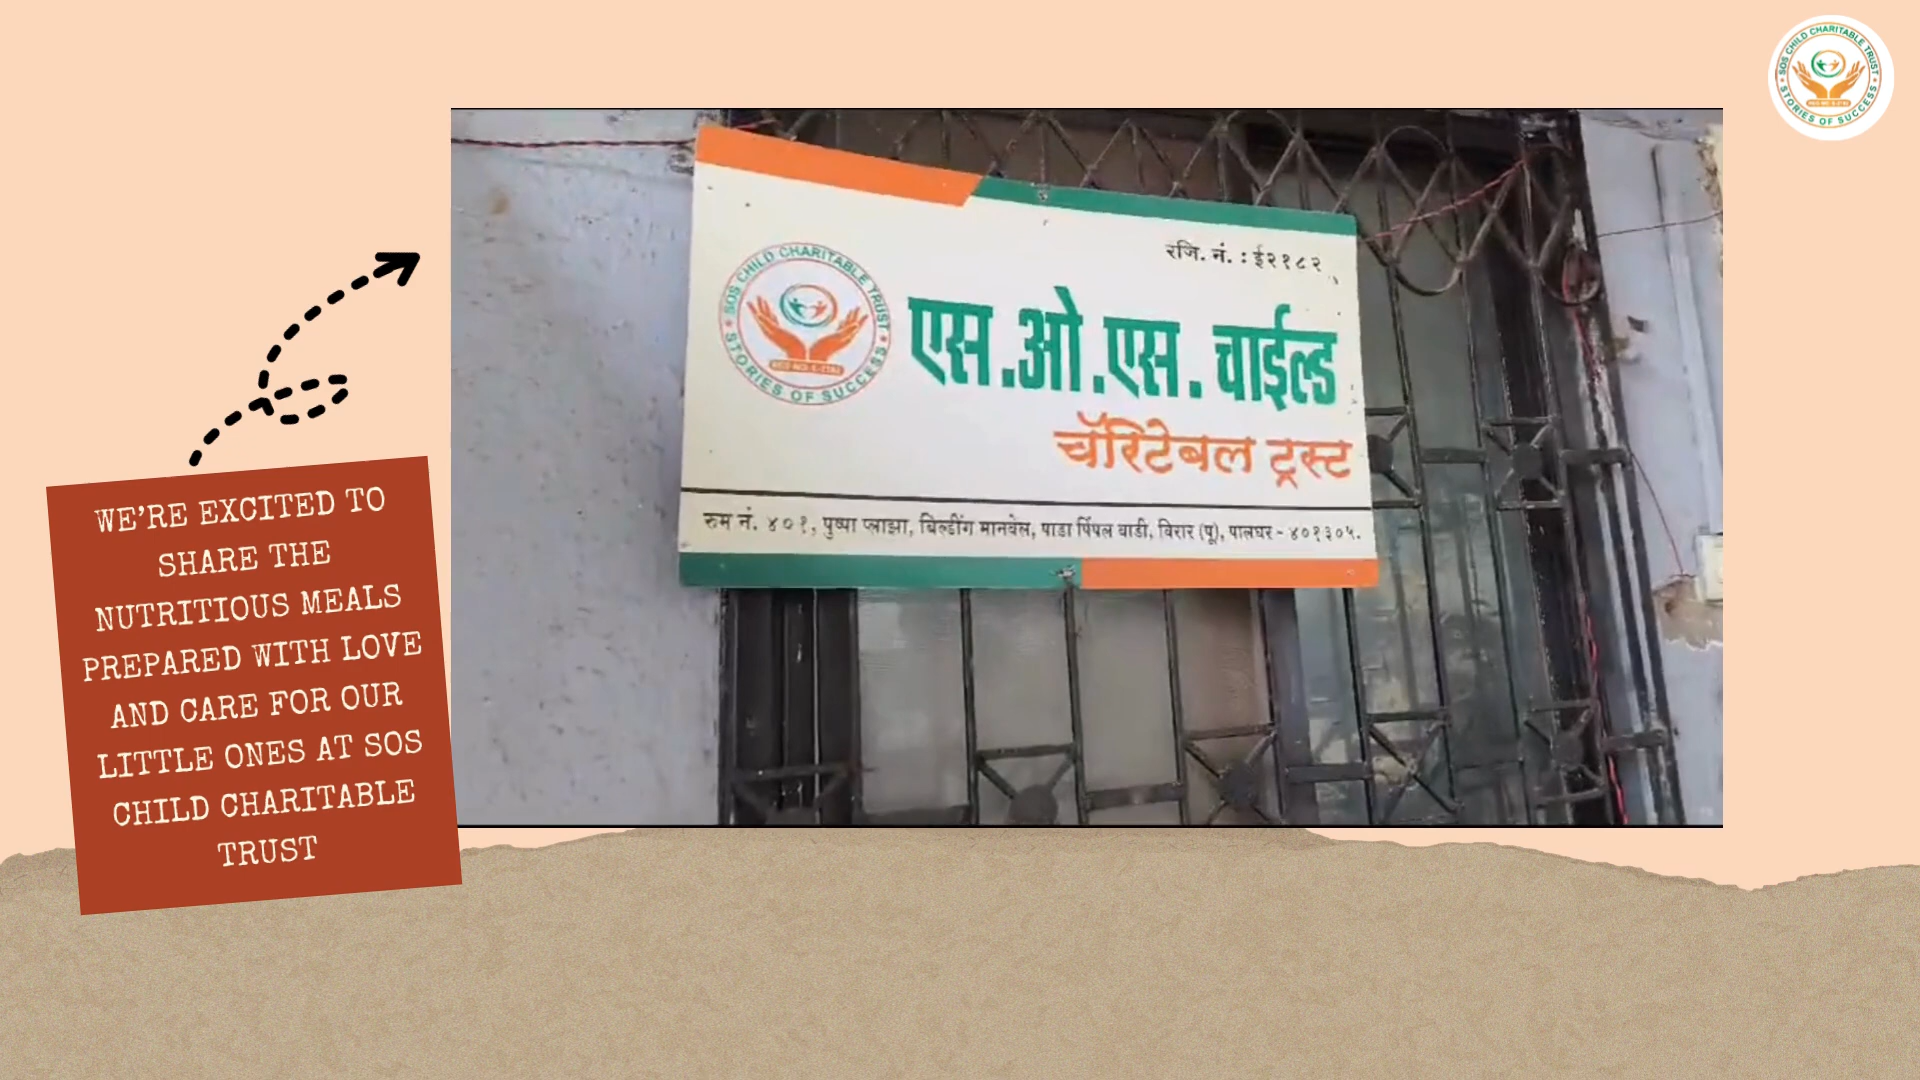 SOS CHILD CHARITABLE TRUST
STORIES OF SUCCESS
रजि. नं. : ई२१८२
SOS CHILD CHARITABLE TRUST
STORIES OF SUCCESS
एस.ओ.एस. चाईल्ड
चॅरिटेबल ट्रस्ट
रुम नं. ४०१, पुष्पा प्लाझा, बिल्डींग मानवेल, पाडा पिंपल वाडी, विरार (पू), पालघर - ४०१३०५.
WE'RE EXCITED TO
SHARE THE
NUTRITIOUS MEALS
PREPARED WITH LOVE
AND CARE FOR OUR
LITTLE ONES AT SOS
CHILD CHARITABLE
TRUST